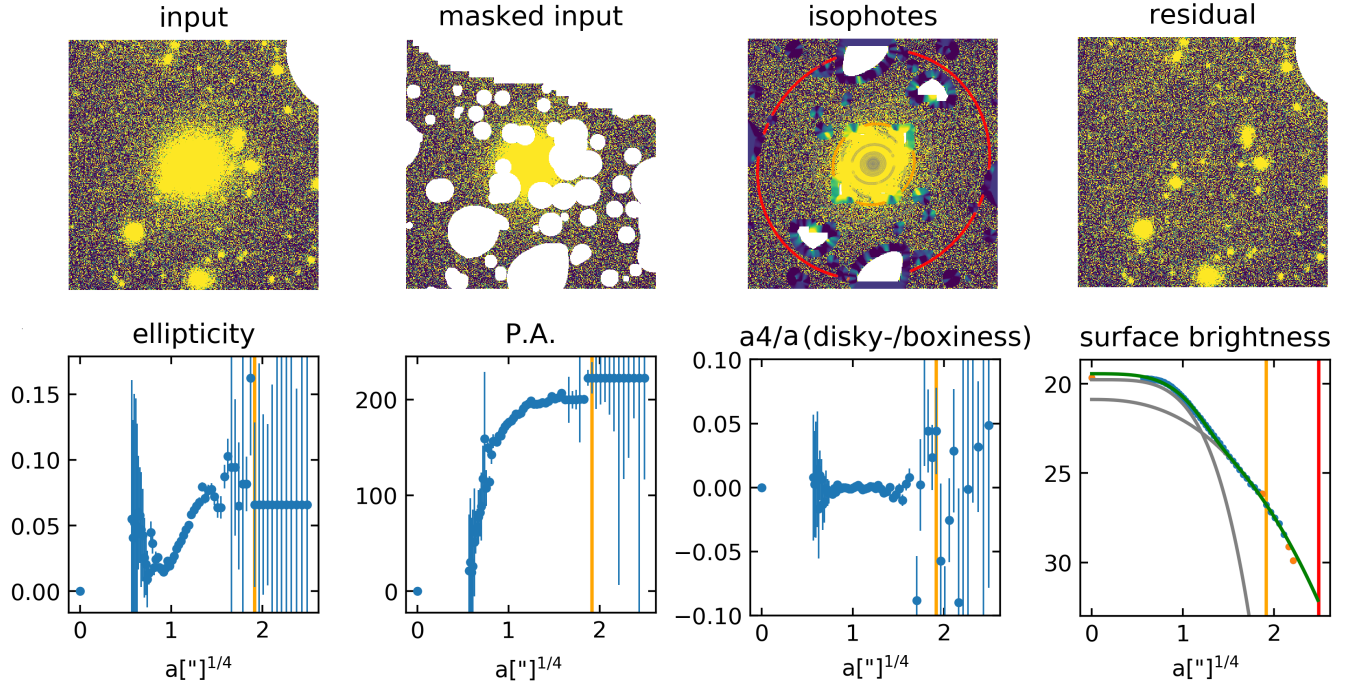 input
masked input
isophotes
residual
ellipticity
P.A.
a4/a (disky-/boxiness)
surface brightness
0.15
0.10
0.05
0.00
0
1
2
a["]1/4
200
100
0
0
1
2
a["]1/4
0.10
0.05
0.00
−0.05
−0.10
0
1
2
a["]1/4
20
25
30
0
1
2
a["]1/4